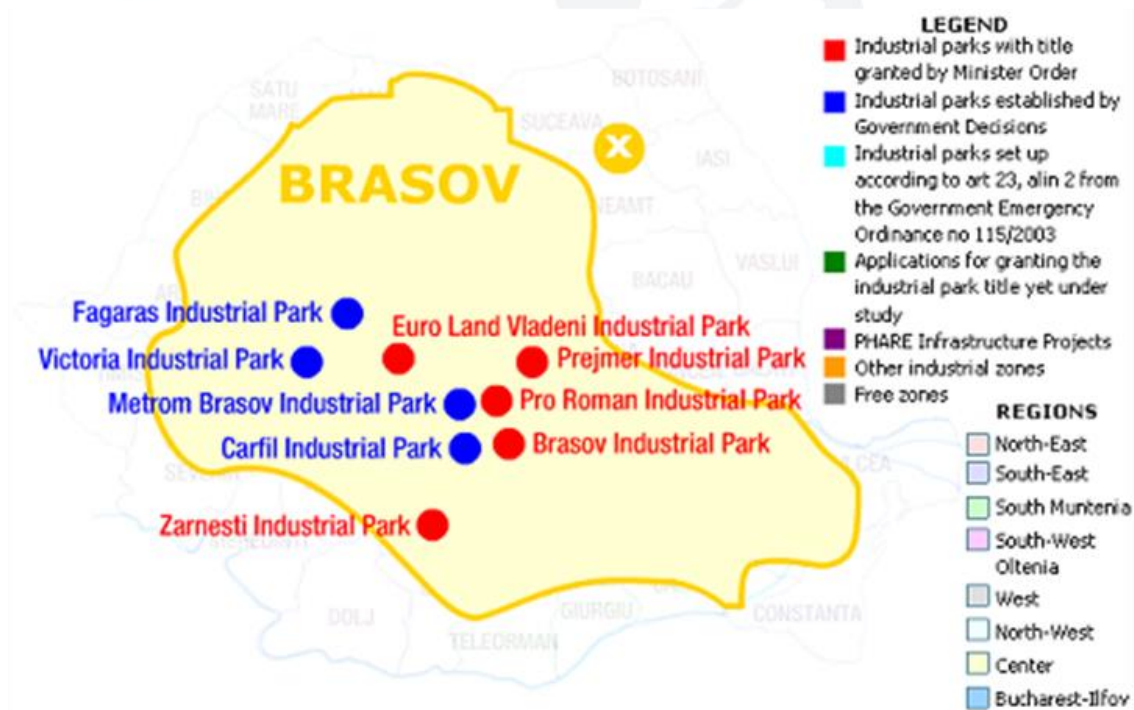 LEGEND
Industrial parks with title
granted by Minister Order
Industrial parks established by
Government Decisions
Industrial parks set up
according to art 23, alin 2 from
the Government Emergency
Ordinance no 115/2003
Applications for granting the
industrial park title yet under
study
PHARE Infrastructure Projects
Other industrial zones
Free zones
REGIONS
North-East
South-East
South Muntenia
South-West
Oltenia
West
North-West
Center
Bucharest-Ilfov
BOTOSANI
SATU
MARE
SUCEAVA
X
IASI
BRASOV
NEAMT
VASLUI
BACAU
Fagaras Industrial Park
Euro Land Vladeni Industrial Park
Victoria Industrial Park
Prejmer Industrial Park
Metrom Brasov Industrial Park
Pro Roman Industrial Park
Carfil Industrial Park
Brasov Industrial Park
Zarnesti Industrial Park
DOLJ
GIURGIU
CONSTANTA
TELEORMAN